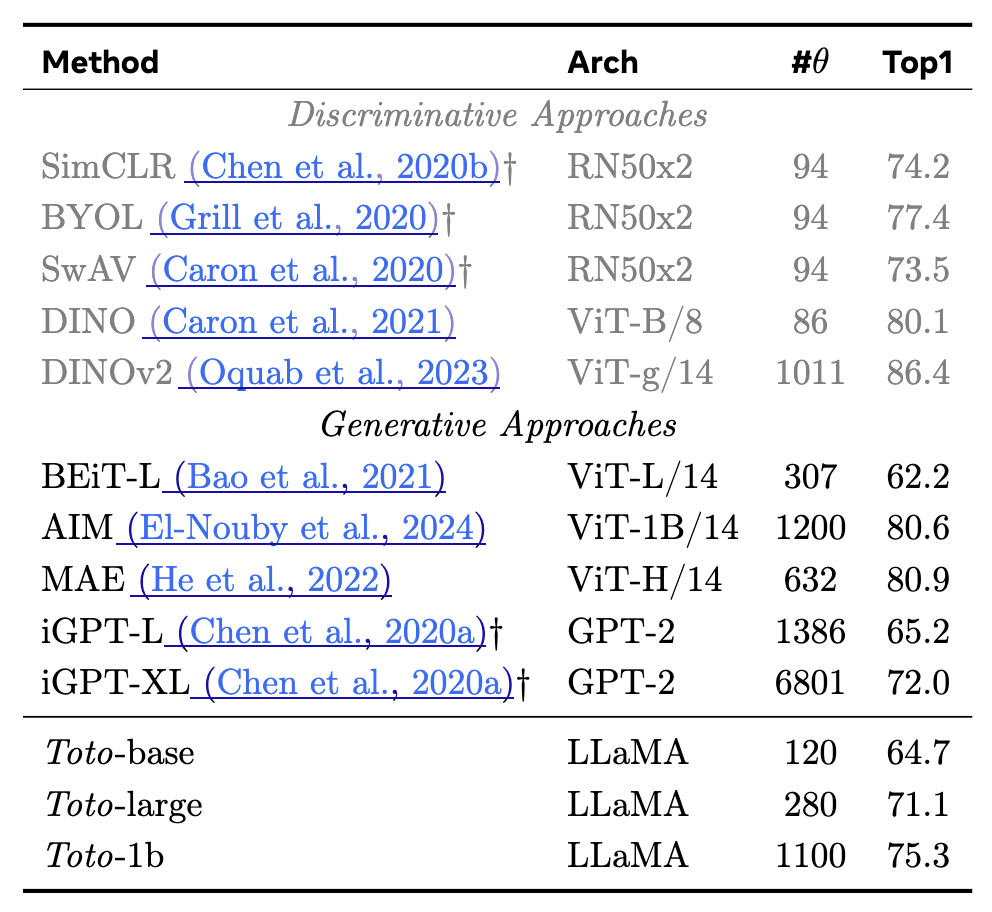 Method Arch #θ Top1
Discriminative Approaches
SimCLR (Chen et al., 2020b)† RN50x2 94 74.2
BYOL (Grill et al., 2020)† RN50x2 94 77.4
SwAV (Caron et al., 2020)† RN50x2 94 73.5
DINO (Caron et al., 2021) ViT-B/8 86 80.1
DINOv2 (Oquab et al., 2023) ViT-g/14 1011 86.4
Generative Approaches
BEiT-L (Bao et al., 2021) ViT-L/14 307 62.2
AIM (El-Nouby et al., 2024) ViT-1B/14 1200 80.6
MAE (He et al., 2022) ViT-H/14 632 80.9
iGPT-L (Chen et al., 2020a)† GPT-2 1386 65.2
iGPT-XL (Chen et al., 2020a)† GPT-2 6801 72.0
Toto-base LLaMA 120 64.7
Toto-large LLaMA 280 71.1
Toto-1b LLaMA 1100 75.3